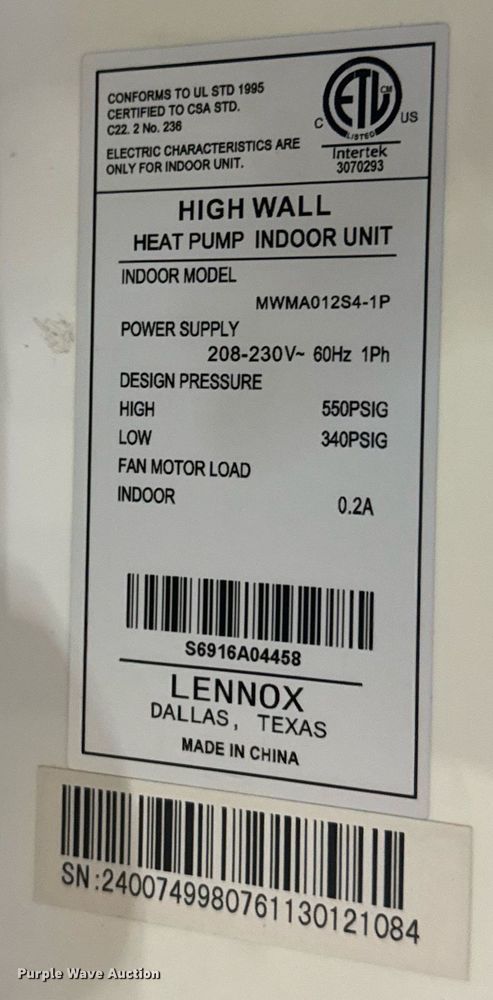 CONFORMS TO UL STD 1995
CERTIFIED TO CSA STD.
C22. 2 No. 236
ELECTRIC CHARACTERISTICS ARE
ONLY FOR INDOOR UNIT.
ETL CM
C US
LISTED
Intertek
3070293
HIGH WALL
HEAT PUMP INDOOR UNIT
INDOOR MODEL
MWMA012S4-1P
POWER SUPPLY
208-230V~ 60Hz 1Ph
DESIGN PRESSURE
HIGH 550PSIG
LOW 340PSIG
FAN MOTOR LOAD
INDOOR 0.2A
S6916A04458
LENNOX
DALLAS, TEXAS
MADE IN CHINA
SN:2400749980761130121084
Purple Wave Auction